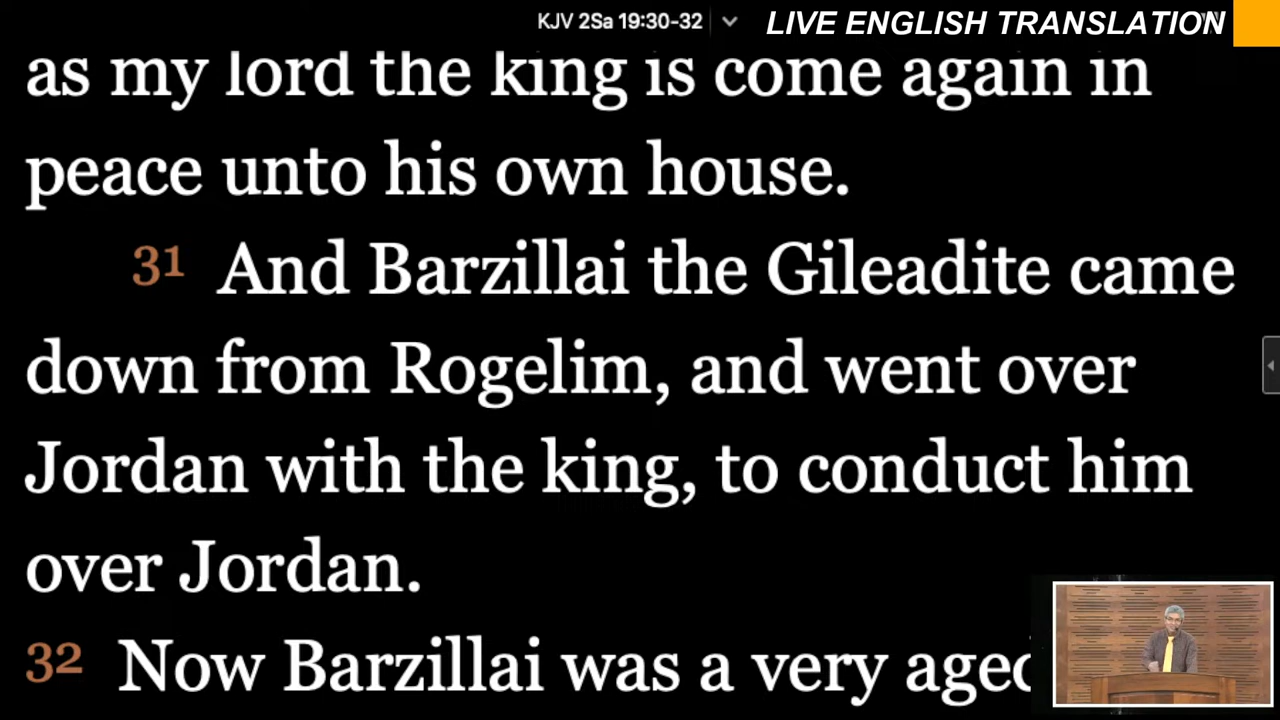 KJV 2Sa 19:30-32
LIVE ENGLISH TRANSLATION
as my lord the king is come again in
peace unto his own house.
31 And Barzillai the Gileadite came
down from Rogelim, and went over
Jordan with the king, to conduct him
over Jordan.
32 Now Barzillai was a very aged